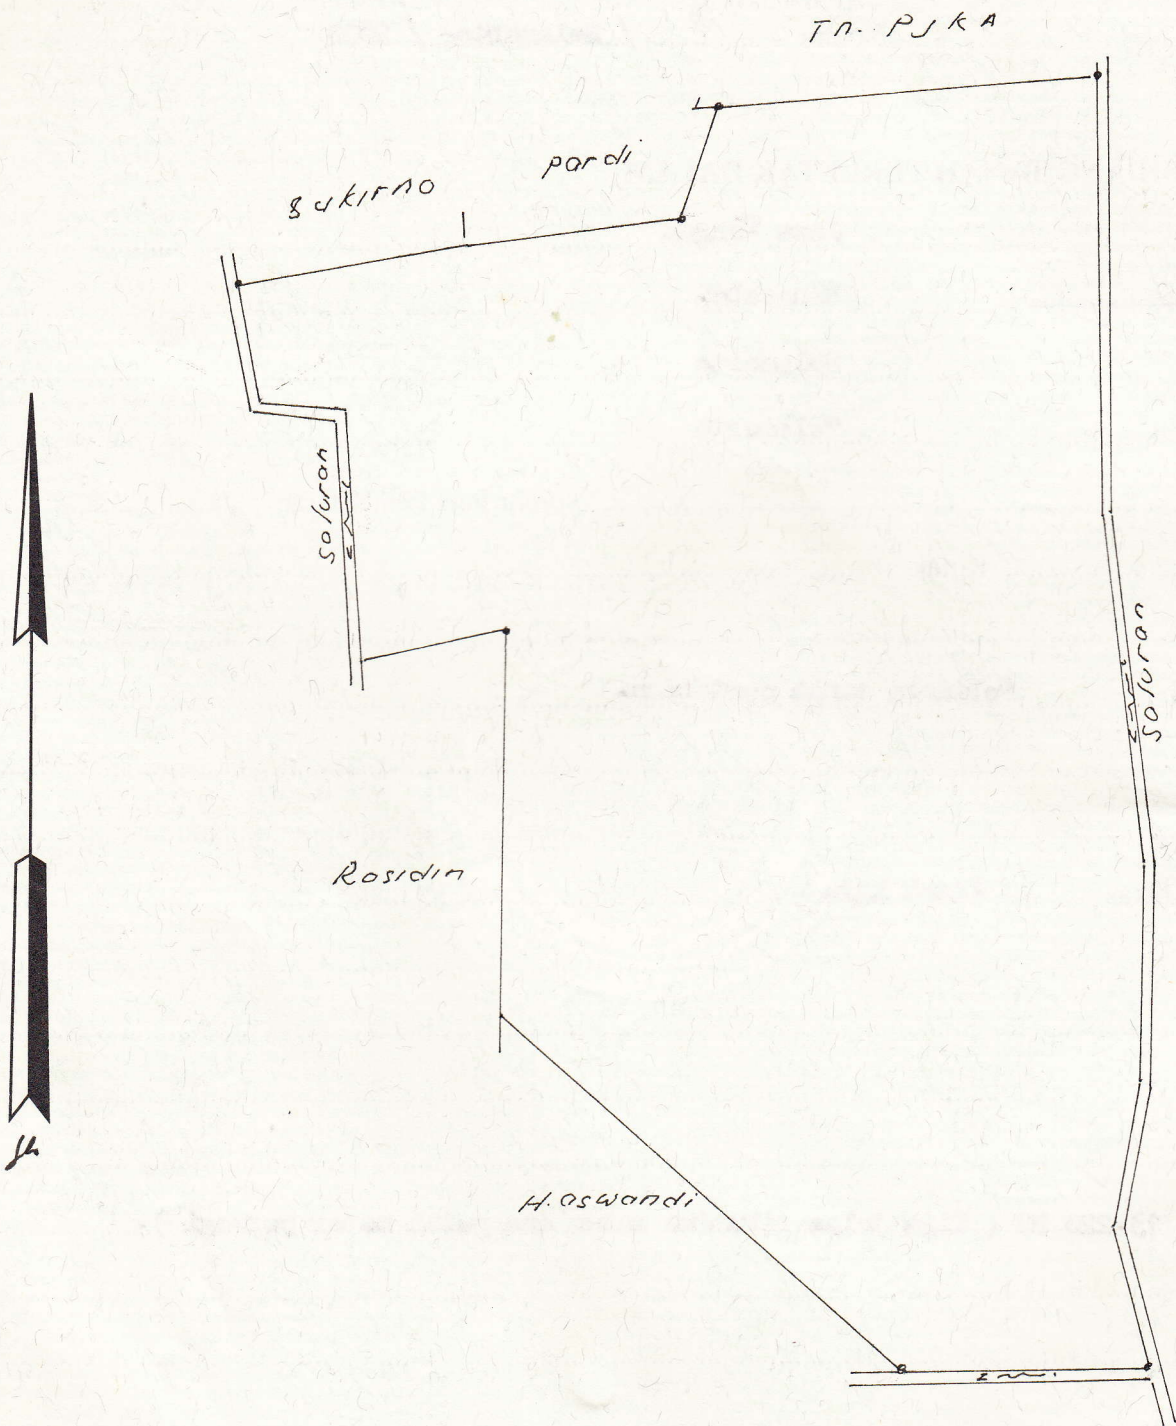 Tn. PJKA
pardi
Sukirno
Saluran
Saluran
Rosidin
H. aswandi